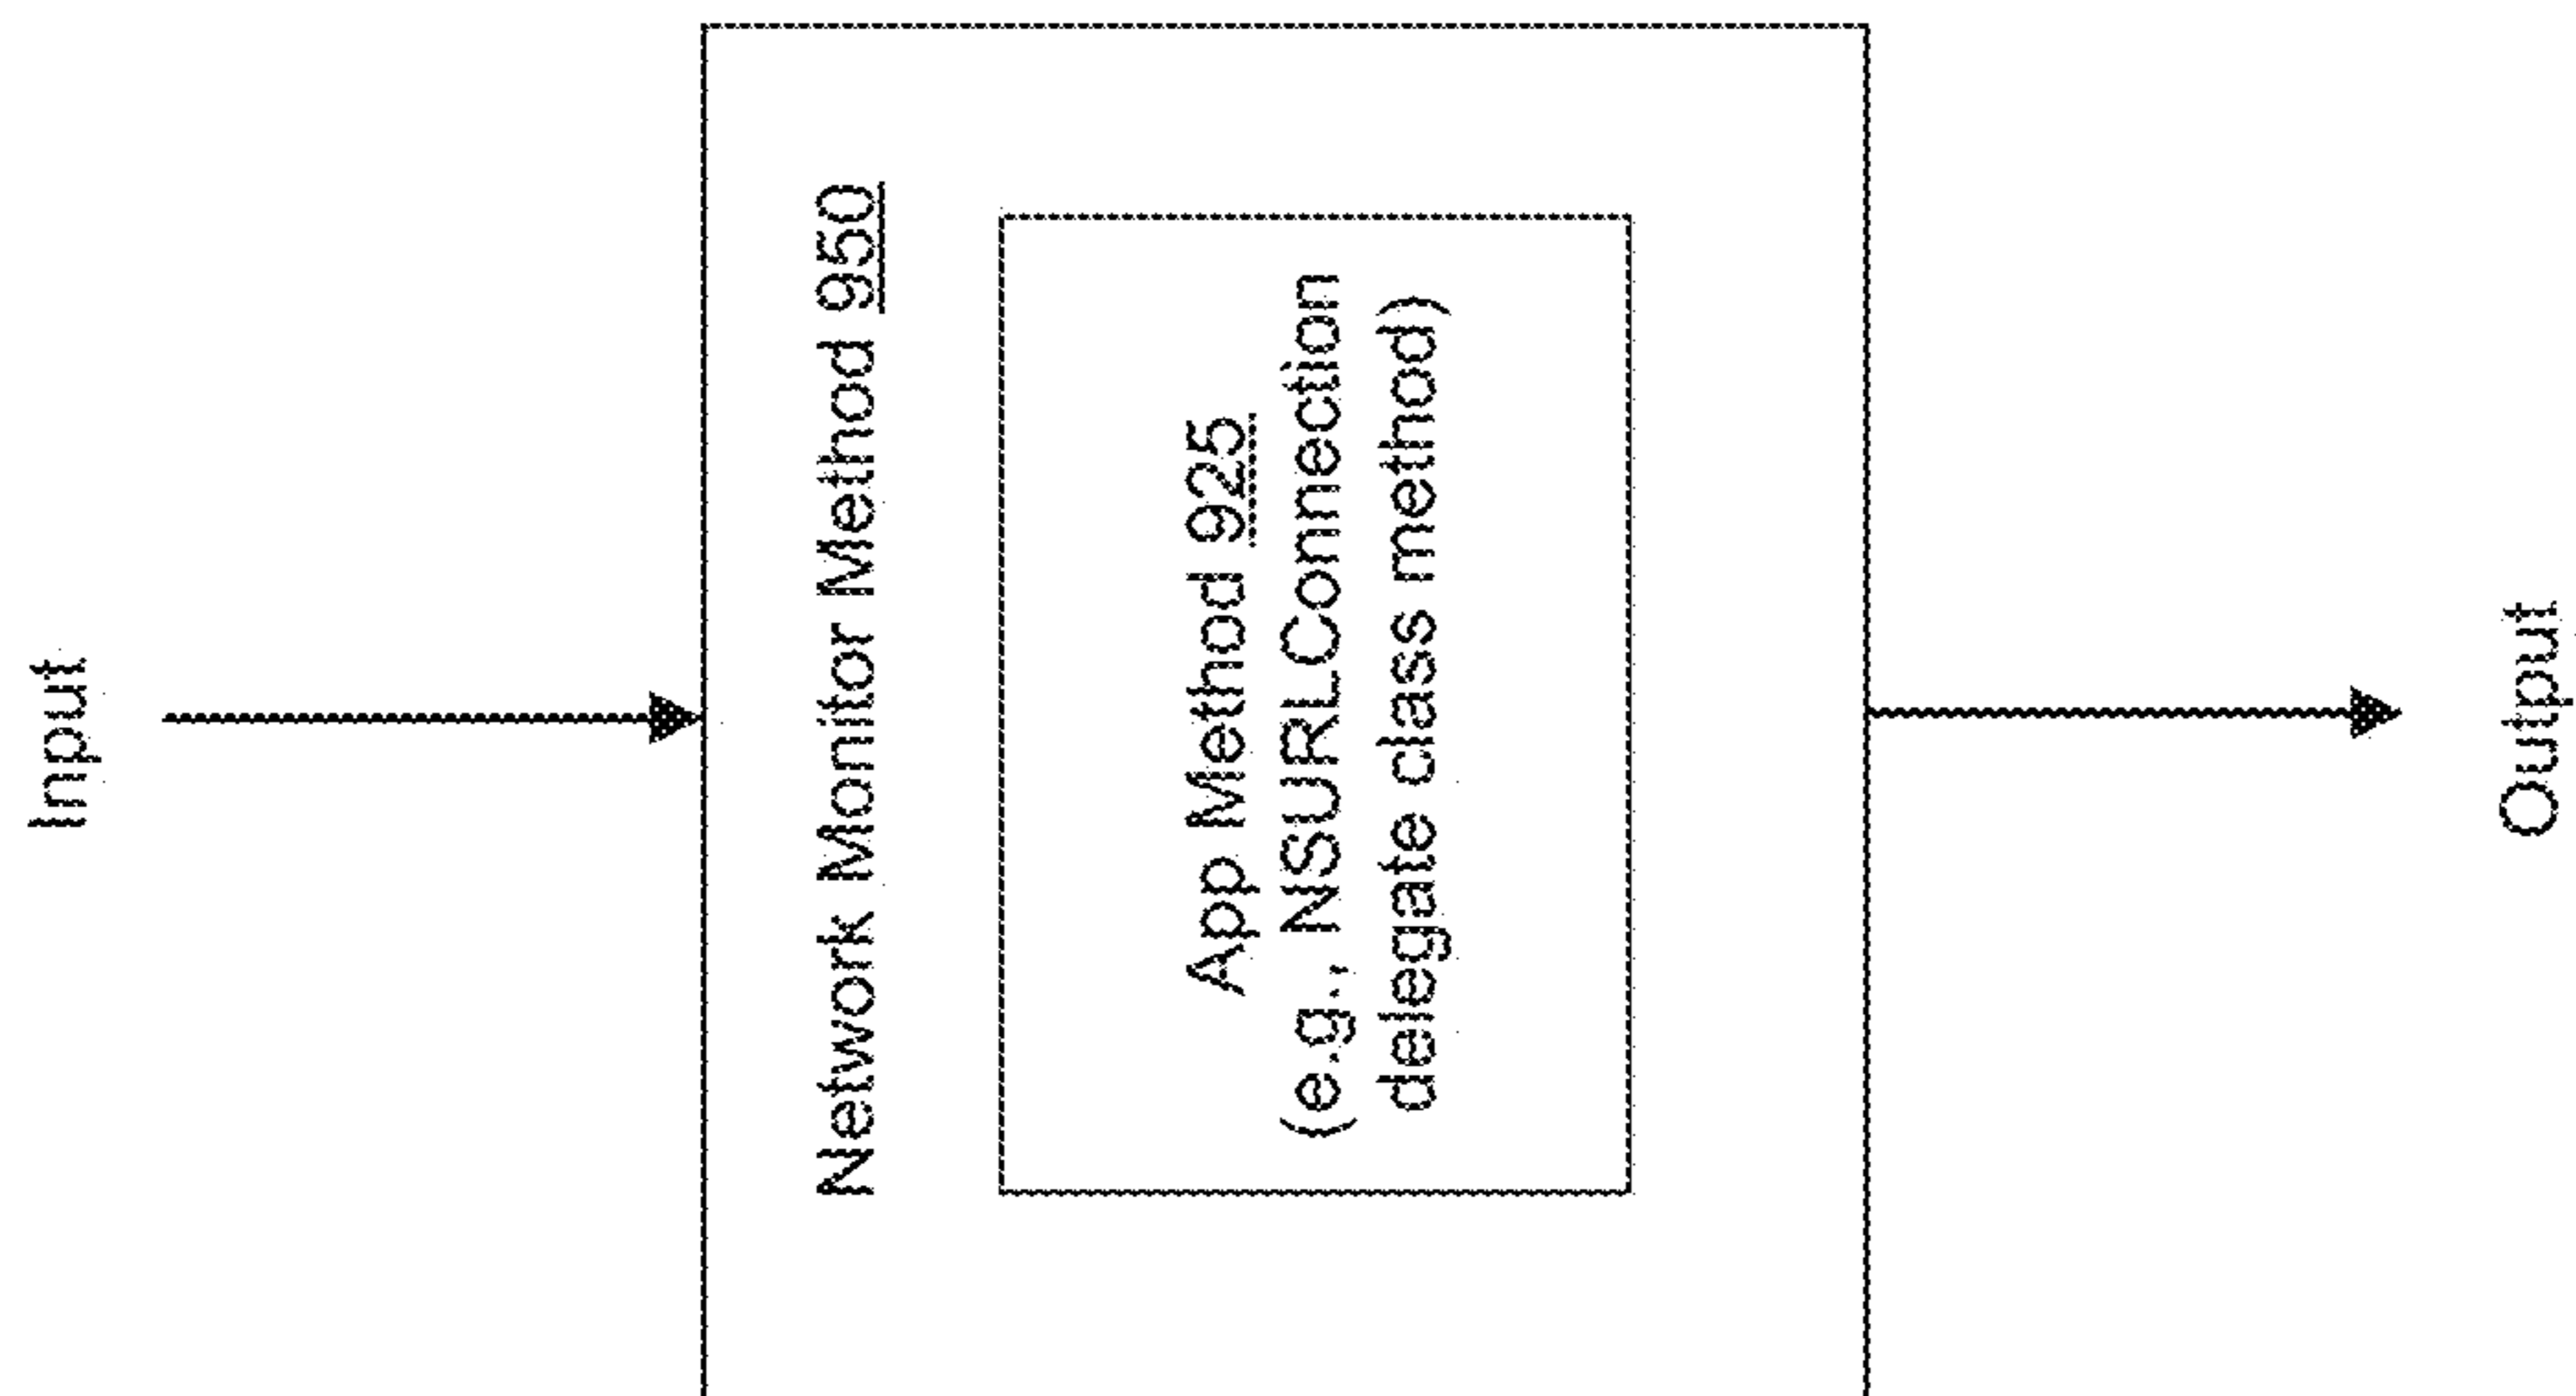 Input
Network Monitor Method 950
App Method 925
(e.g., NSURLConnection
delegate class method)
Output